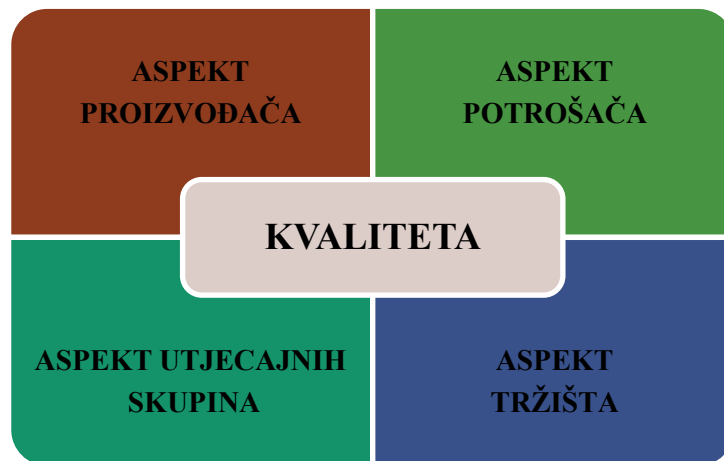 ASPEKT
PROIZVOĐAČA
ASPEKT
POTROŠAČA
KVALITETA
ASPEKT UTJECAJNIH
SKUPINA
ASPEKT
TRŽIŠTA